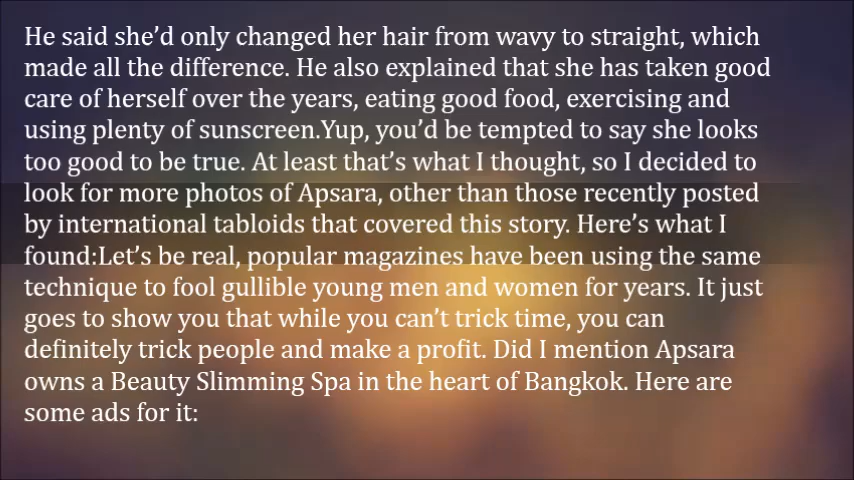 He said she’d only changed her hair from wavy to straight, which
made all the difference. He also explained that she has taken good
care of herself over the years, eating good food, exercising and
using plenty of sunscreen.Yup, you’d be tempted to say she looks
too good to be true. At least that’s what I thought, so I decided to
look for more photos of Apsara, other than those recently posted
by international tabloids that covered this story. Here’s what I
found:Let’s be real, popular magazines have been using the same
technique to fool gullible young men and women for years. It just
goes to show you that while you can’t trick time, you can
definitely trick people and make a profit. Did I mention Apsara
owns a Beauty Slimming Spa in the heart of Bangkok. Here are
some ads for it: